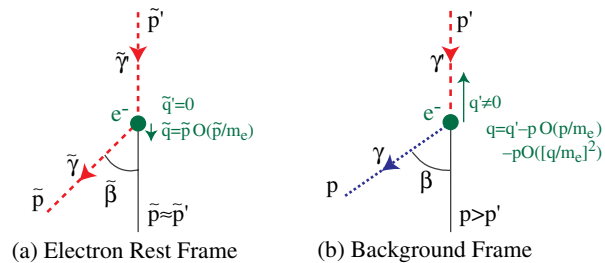 p̃'
γ̃'
e-
q̃'=0
q̃=p̃ O(p̃/me)
γ̃
β̃
p̃
p̃≈p̃'
(a) Electron Rest Frame
p'
γ'
q'≠0
e-
q=q'-p O(p/me)
-pO([q/me]²)
γ
β
p
p>p'
(b) Background Frame